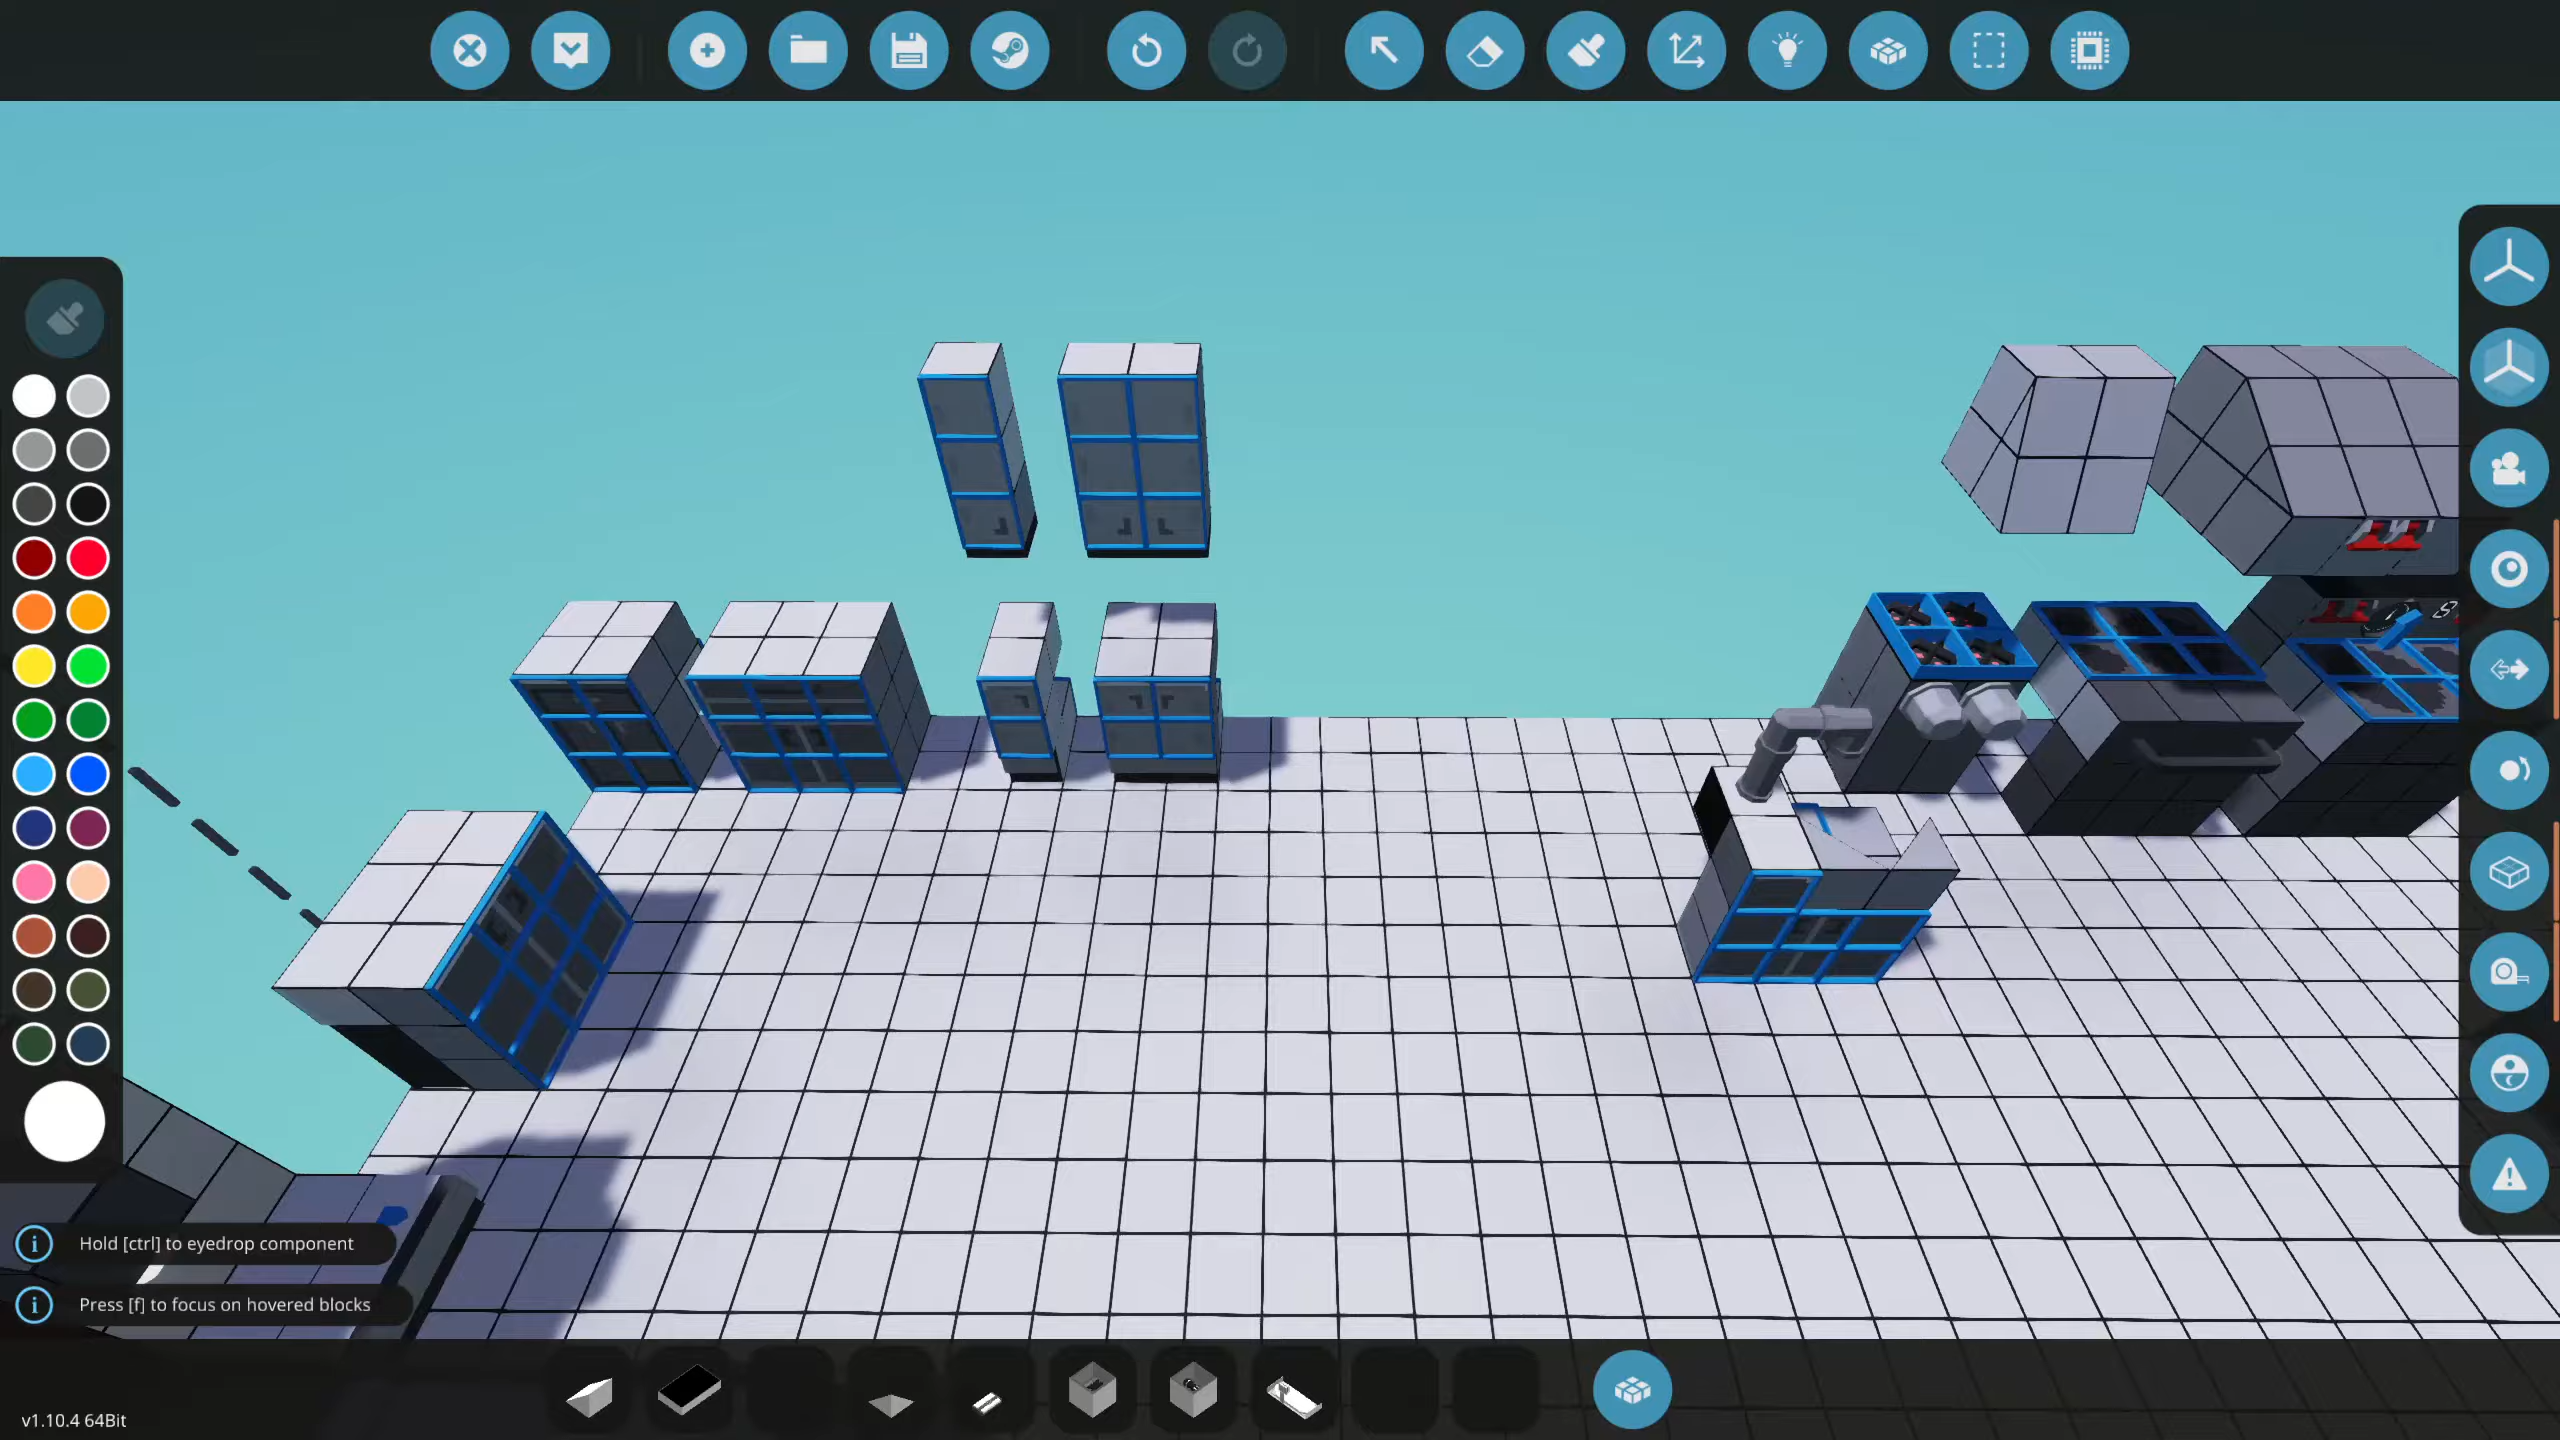 Hold [ctrl] to eyedrop component
Press [f] to focus on hovered blocks
v1.10.4 64Bit